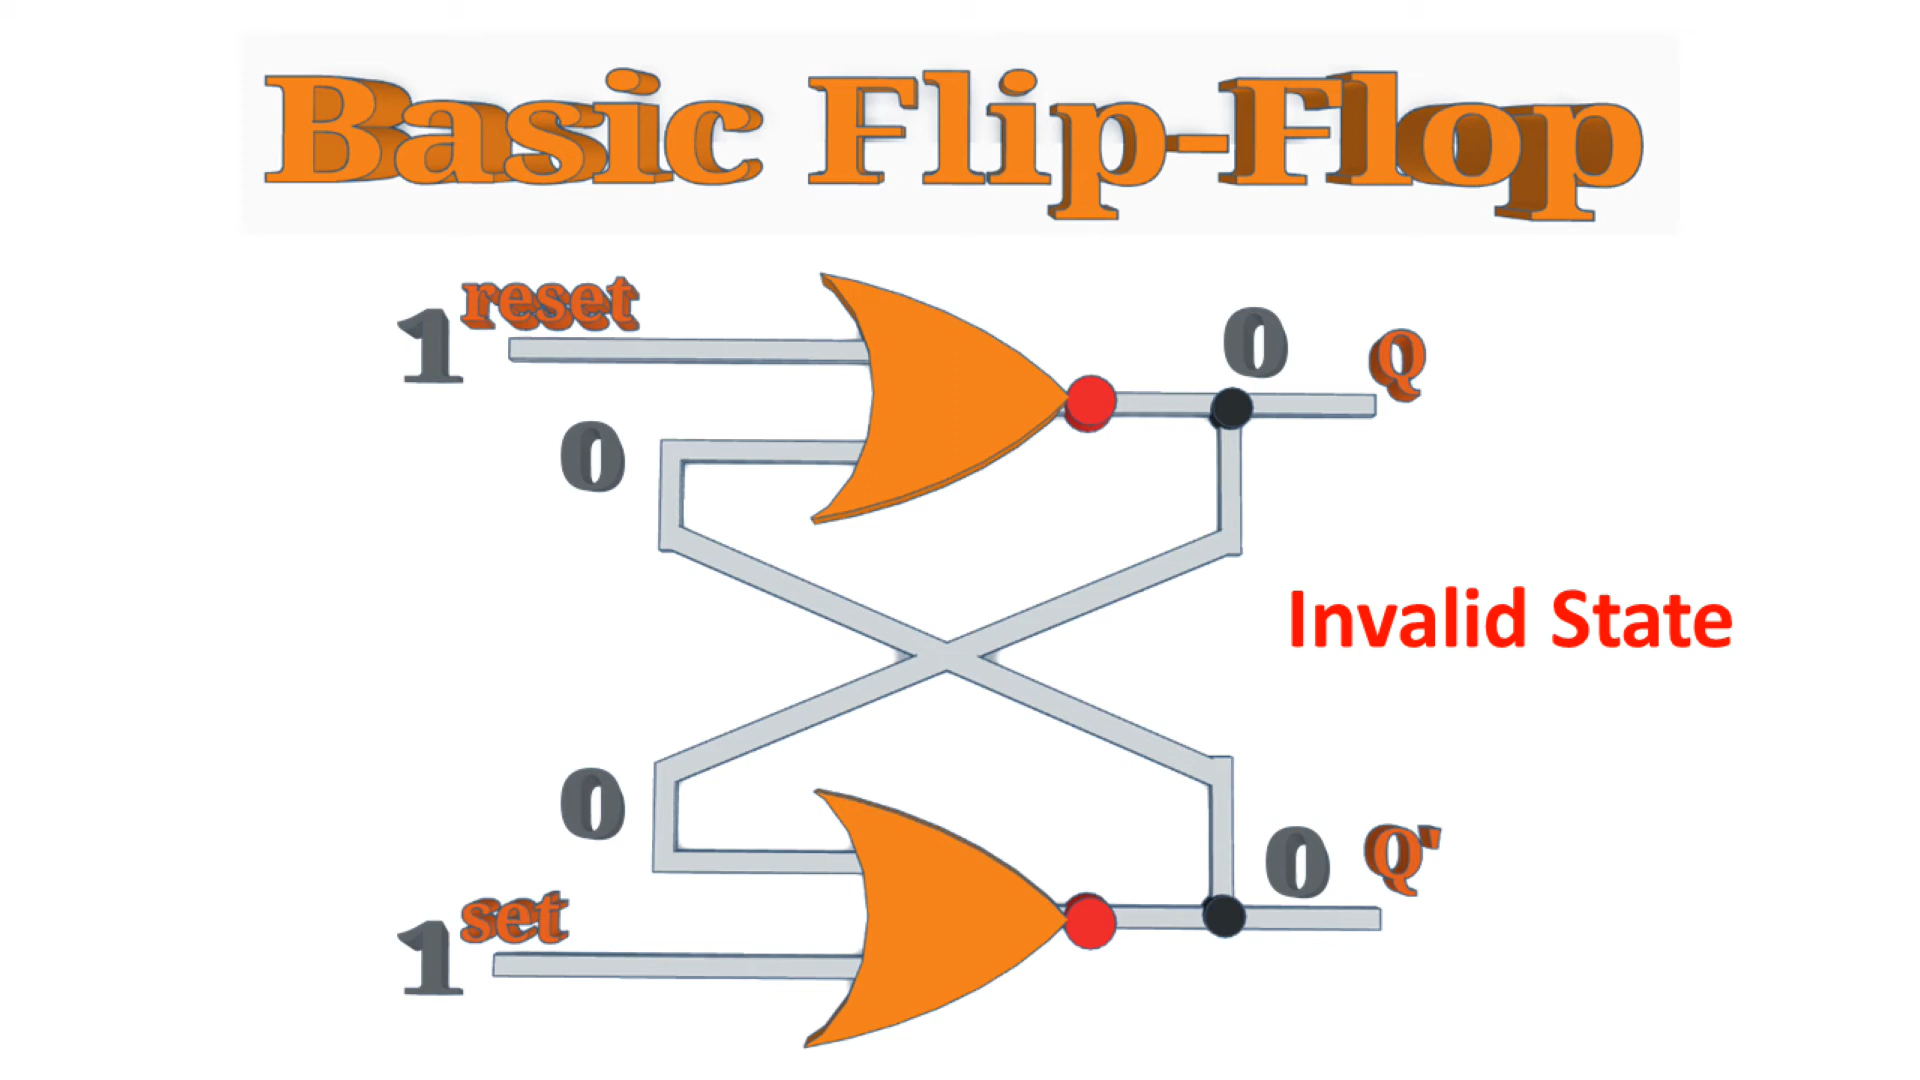 Basic Flip-Flop
1 reset
0 Q
0
Invalid State
0
0 Q'
1 set